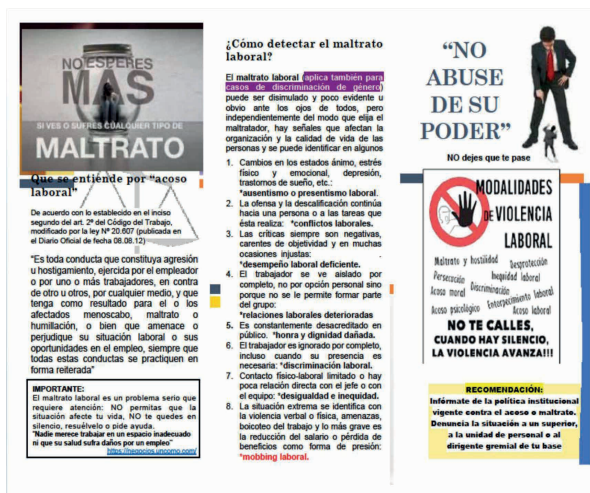 NO ESPERES
MAS
SI VES O SUFRES CUALQUIER TIPO DE
MALTRATO
Que se entiende por “acoso
laboral”
De acuerdo con lo establecido en el inciso
segundo del art. 2º del Código del Trabajo,
modificado por la ley Nº 20.607 (publicada en
el Diario Oficial de fecha 08.08.12)
“Es toda conducta que constituya agresión
u hostigamiento, ejercida por el empleador
o por uno o más trabajadores, en contra
de otro u otros, por cualquier medio, y que
tenga como resultado para el o los
afectados menoscabo, maltrato o
humillación, o bien que amenace o
perjudique su situación laboral o sus
oportunidades en el empleo, siempre que
todas estas conductas se practiquen en
forma reiterada”
IMPORTANTE:
El maltrato laboral es un problema serio que
requiere atención: NO permitas que la
situación afecte tu vida, NO te quedes en
silencio, resuélvelo o pide ayuda.
“Nadie merece trabajar en un espacio inadecuado
ni que su salud sufra daños por un empleo”
¿Cómo detectar el maltrato
laboral?
El maltrato laboral (aplica también para
casos de discriminación de género)
puede ser disimulado y poco evidente u
obvio ante los ojos de todos, pero
independientemente del modo que elija el
maltratador, hay señales que afectan la
organización y la calidad de vida de las
personas y se puede identificar en algunos
1. Cambios en los estados ánimo, estrés
físico y emocional, depresión,
trastornos de sueño, etc.:
*ausentismo o presentismo laboral.
2. La ofensa y la descalificación continúa
hacia una persona o a las tareas que
ésta realiza: *conflictos laborales.
3. Las críticas siempre son negativas,
carentes de objetividad y en muchas
ocasiones injustas:
*desempeño laboral deficiente.
4. El trabajador se ve aislado por
completo, no por opción personal sino
porque no se le permite formar parte
del grupo:
*relaciones laborales deterioradas
5. Es constantemente desacreditado en
público. *honra y dignidad dañada.
6. El trabajador es ignorado por completo,
incluso cuando su presencia es
necesaria: *discriminación laboral.
7. Contacto físico-laboral limitado o hay
poca relación directa con el jefe o con
el equipo: *desigualdad e inequidad.
8. La situación extrema se identifica con
la violencia verbal o física, amenazas,
boicoteo del trabajo y lo más grave es
la reducción del salario o pérdida de
beneficios como forma de presión:
*mobbing laboral.
“NO
ABUSE
DE SU
PODER”
NO dejes que te pase
MODALIDADES
DE VIOLENCIA
LABORAL
Maltrato y hostilidad Desprotección
Persecución Inequidad laboral
Acoso moral Discriminación
Acoso psicológico Entorpecimiento laboral
Acoso laboral
NO TE CALLES,
CUANDO HAY SILENCIO,
LA VIOLENCIA AVANZA!!!
RECOMENDACIÓN:
Infórmate de la política institucional
vigente contra el acoso o maltrato.
Denuncia la situación a un superior,
a la unidad de personal o al
dirigente gremial de tu base